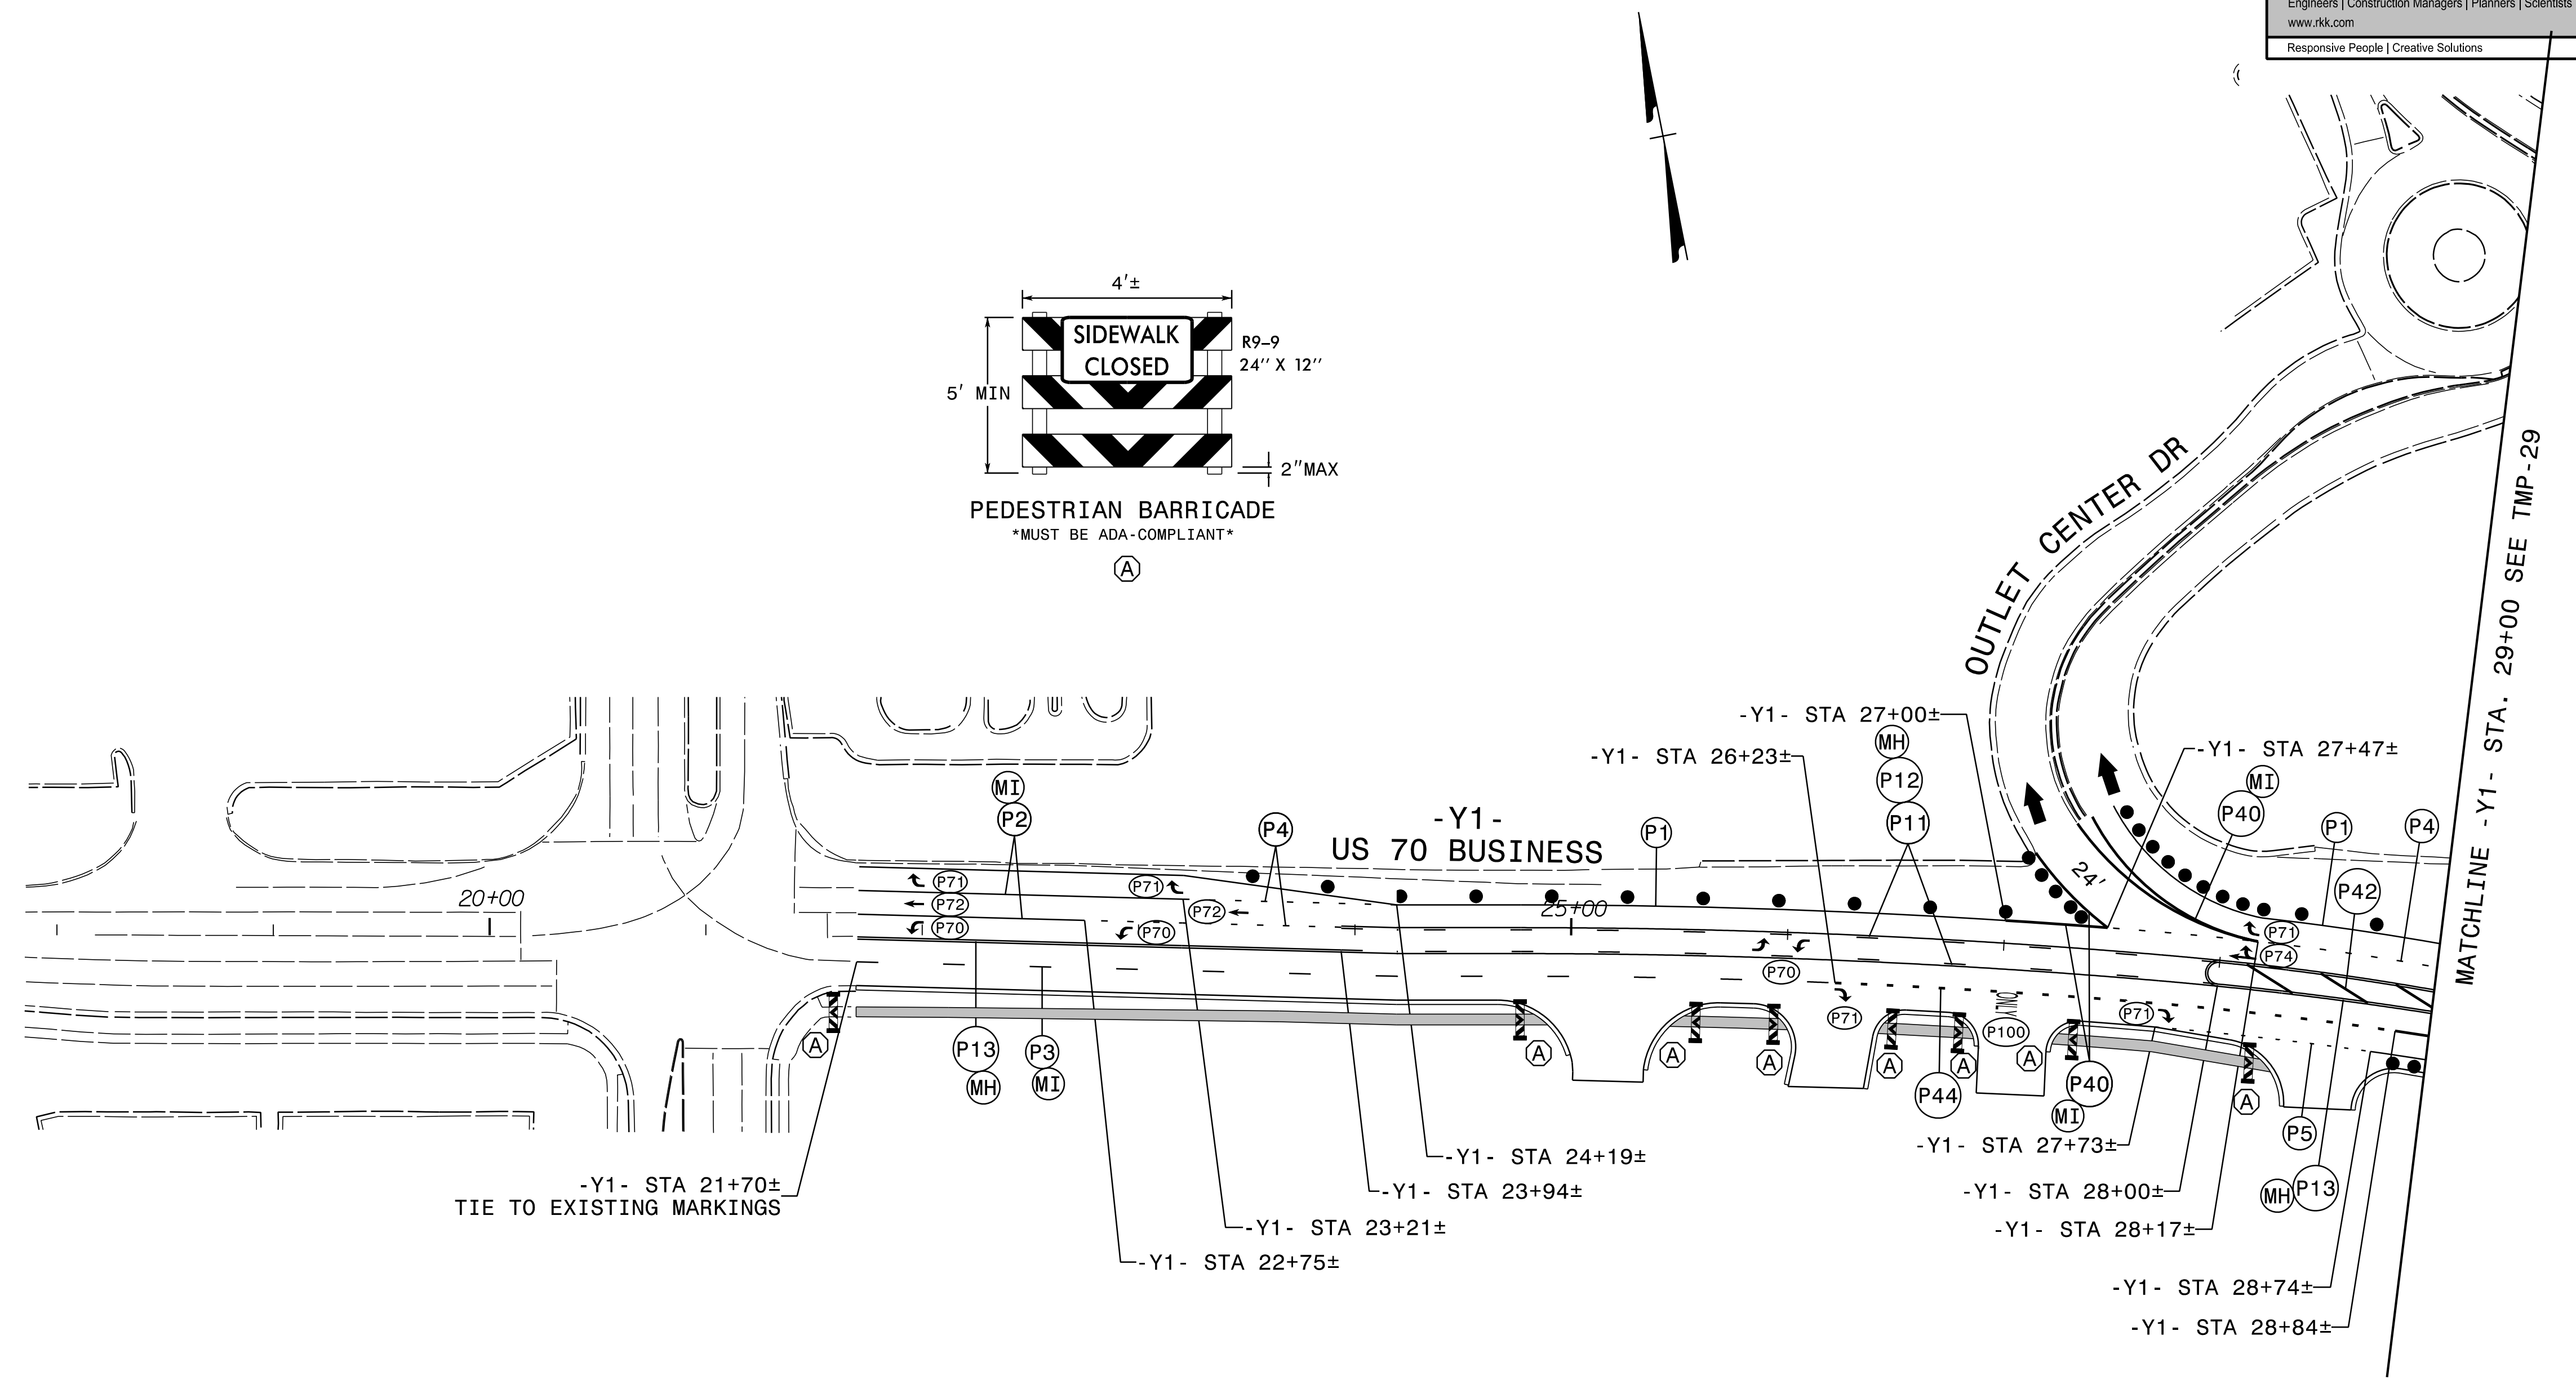 Engineers | Construction Managers | Planners | Scientists
www.rkk.com
Responsive People | Creative Solutions
4'±
SIDEWALK
CLOSED
R9-9
24'' X 12''
5' MIN
2"MAX
PEDESTRIAN BARRICADE
*MUST BE ADA-COMPLIANT*
A
OUTLET CENTER DR
MATCHLINE -Y1- STA. 29+00 SEE TMP-29
-Y1- STA 27+00±
-Y1- STA 26+23±
-Y1- STA 27+47±
MH
P12
P11
MI
P40
P1
P4
P42
MI
P2
P4
-Y1-
US 70 BUSINESS
P1
24'
20+00
25+00
P71
P72
P70
P71
P72
P70
P70
P71
P74
P71
ONLY
P100
P71
A
A
A
A
A
A
A
A
P13
MH
P3
MI
P44
P40
MI
P5
MH
P13
-Y1- STA 21+70±
TIE TO EXISTING MARKINGS
-Y1- STA 24+19±
-Y1- STA 23+94±
-Y1- STA 23+21±
-Y1- STA 22+75±
-Y1- STA 27+73±
-Y1- STA 28+00±
-Y1- STA 28+17±
-Y1- STA 28+74±
-Y1- STA 28+84±